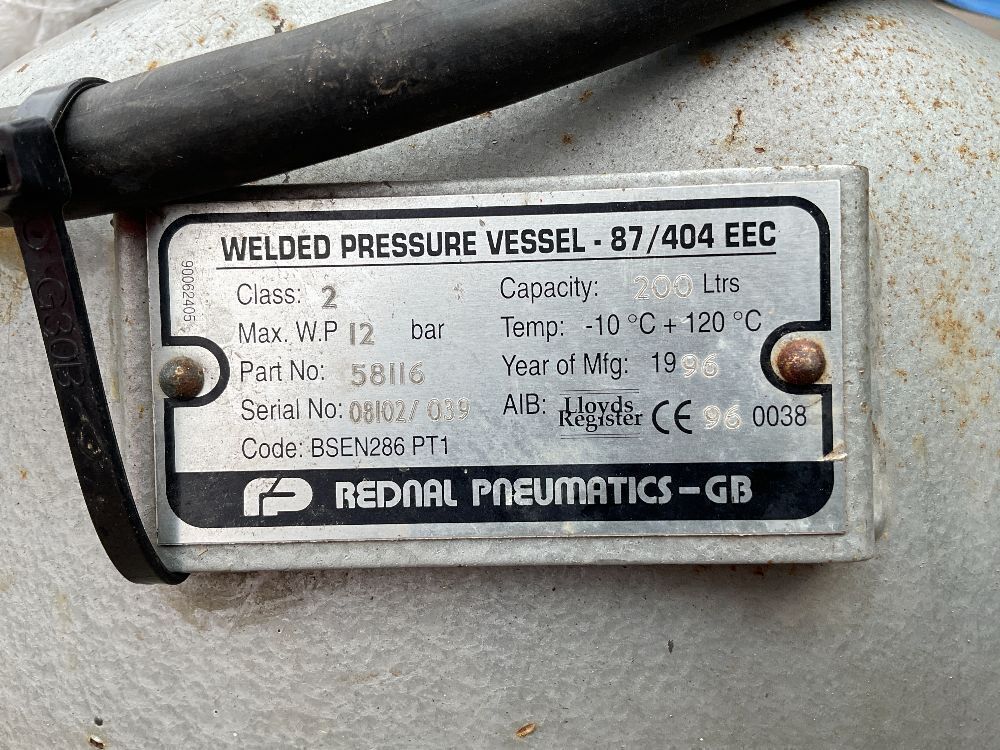 WELDED PRESSURE VESSEL - 87/404 EEC
90062405
Class: 2
Capacity: 200 Ltrs
Max. W.P 12 bar
Temp: -10 °C + 120 °C
Part No: 58116
Year of Mfg: 1996
Serial No: 08102/039
AIB: Lloyds Register CE 96 0038
Code: BSEN286 PT1
REDNAL PNEUMATICS-GB